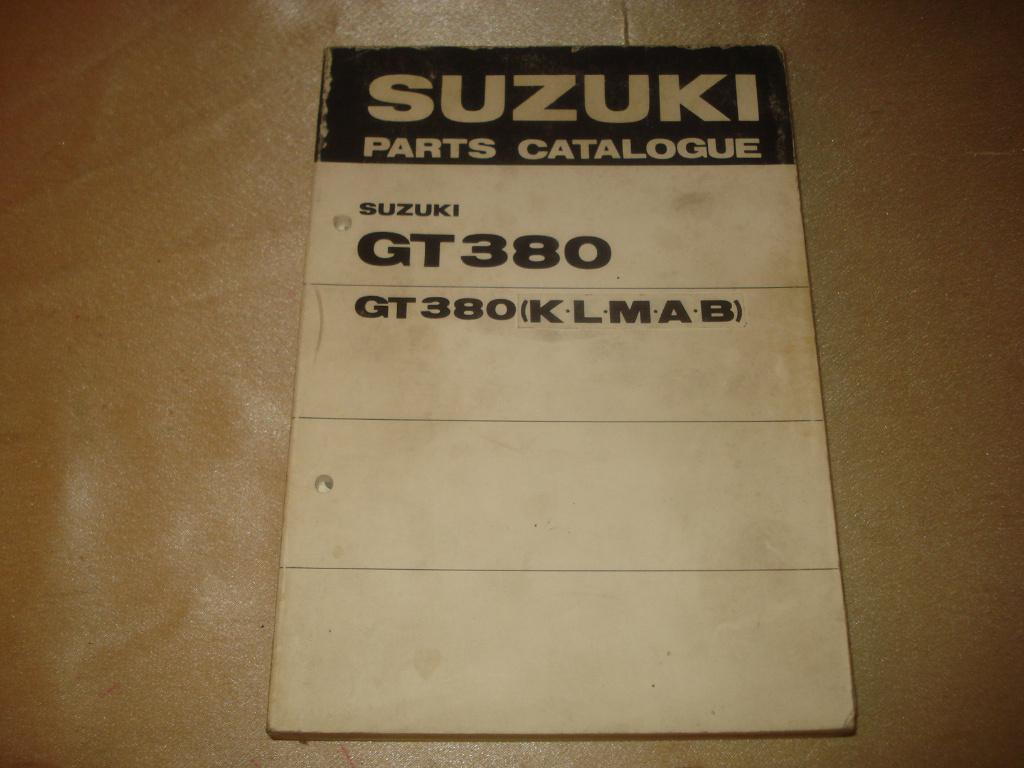 SUZUKI
PARTS CATALOGUE
SUZUKI
GT380
GT380(K·L·M·A·B)